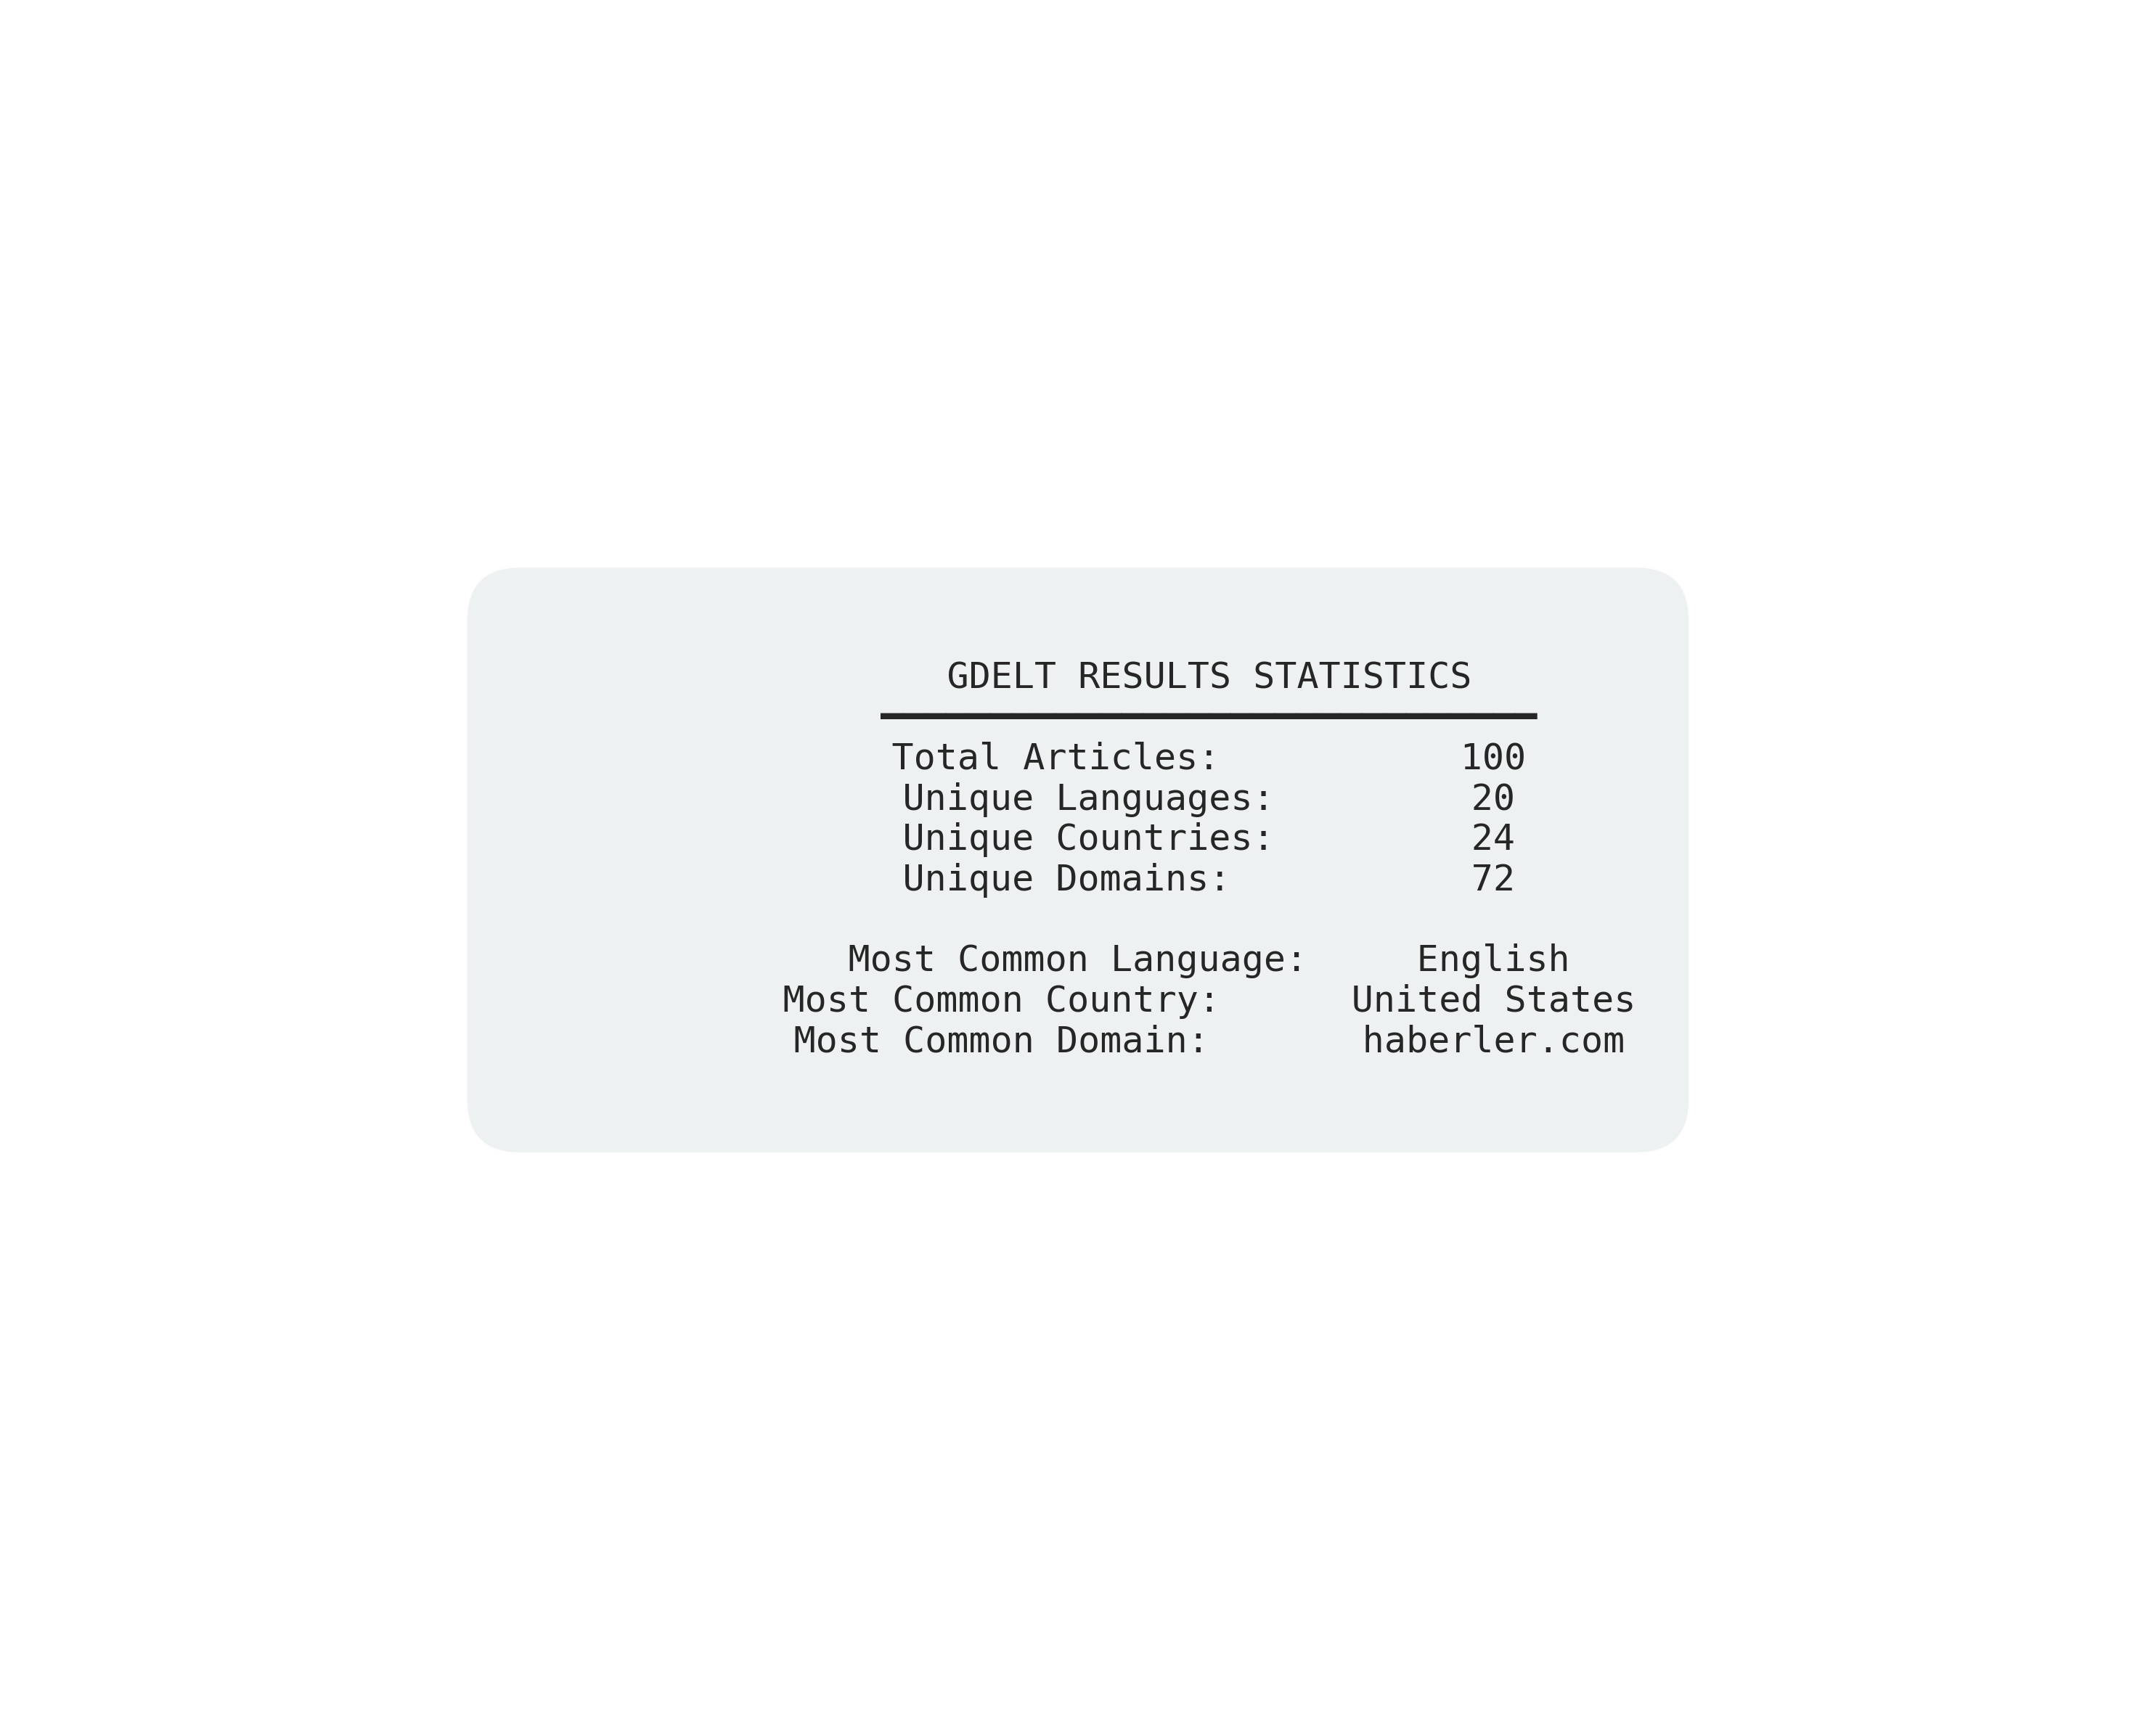 GDELT RESULTS STATISTICS
Total Articles: 100
Unique Languages: 20
Unique Countries: 24
Unique Domains: 72
Most Common Language: English
Most Common Country: United States
Most Common Domain: haberler.com